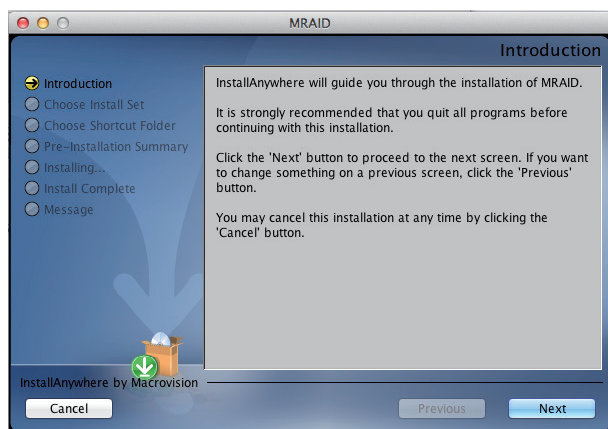 MRAID
Introduction
Introduction
Choose Install Set
Choose Shortcut Folder
Pre-Installation Summary
Installing...
Install Complete
Message
InstallAnywhere will guide you through the installation of MRAID.
It is strongly recommended that you quit all programs before
continuing with this installation.
Click the 'Next' button to proceed to the next screen. If you want
to change something on a previous screen, click the 'Previous'
button.
You may cancel this installation at any time by clicking the
'Cancel' button.
InstallAnywhere by Macrovision
Cancel
Previous
Next